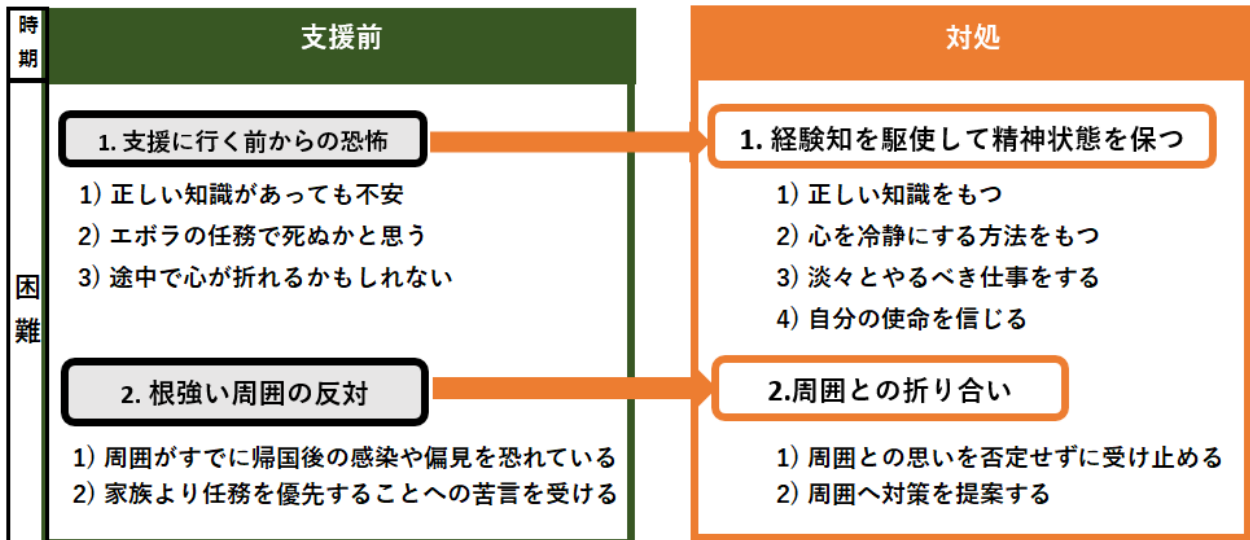 時期
支援前
対処
困難
1. 支援に行く前からの恐怖
1) 正しい知識があっても不安
2) エボラの任務で死ぬかと思う
3) 途中で心が折れるかもしれない
1. 経験知を駆使して精神状態を保つ
1) 正しい知識をもつ
2) 心を冷静にする方法をもつ
3) 淡々とやるべき仕事をする
4) 自分の使命を信じる
2. 根強い周囲の反対
1) 周囲がすでに帰国後の感染や偏見を恐れている
2) 家族より任務を優先することへの苦言を受ける
2.周囲との折り合い
1) 周囲との思いを否定せずに受け止める
2) 周囲へ対策を提案する